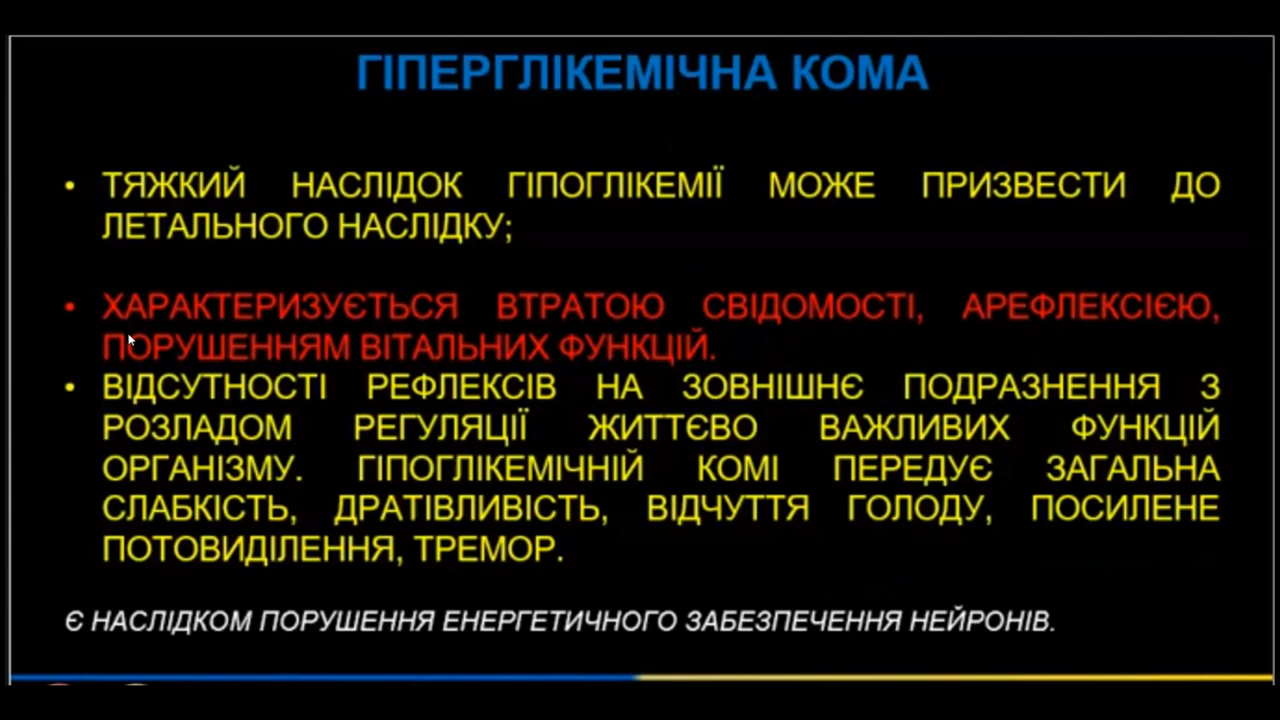 ГІПЕРГЛІКЕМІЧНА КОМА
• ТЯЖКИЙ НАСЛІДОК ГІПОГЛІКЕМІЇ МОЖЕ ПРИЗВЕСТИ ДО
ЛЕТАЛЬНОГО НАСЛІДКУ;
• ХАРАКТЕРИЗУЄТЬСЯ ВТРАТОЮ СВІДОМОСТІ, АРЕФЛЕКСІЄЮ,
ПОРУШЕННЯМ ВІТАЛЬНИХ ФУНКЦІЙ.
• ВІДСУТНОСТІ РЕФЛЕКСІВ НА ЗОВНІШНЄ ПОДРАЗНЕННЯ З
РОЗЛАДОМ РЕГУЛЯЦІЇ ЖИТТЄВО ВАЖЛИВИХ ФУНКЦІЙ
ОРГАНІЗМУ. ГІПОГЛІКЕМІЧНІЙ КОМІ ПЕРЕДУЄ ЗАГАЛЬНА
СЛАБКІСТЬ, ДРАТІВЛИВІСТЬ, ВІДЧУТТЯ ГОЛОДУ, ПОСИЛЕНЕ
ПОТОВИДІЛЕННЯ, ТРЕМОР.
Є НАСЛІДКОМ ПОРУШЕННЯ ЕНЕРГЕТИЧНОГО ЗАБЕЗПЕЧЕННЯ НЕЙРОНІВ.